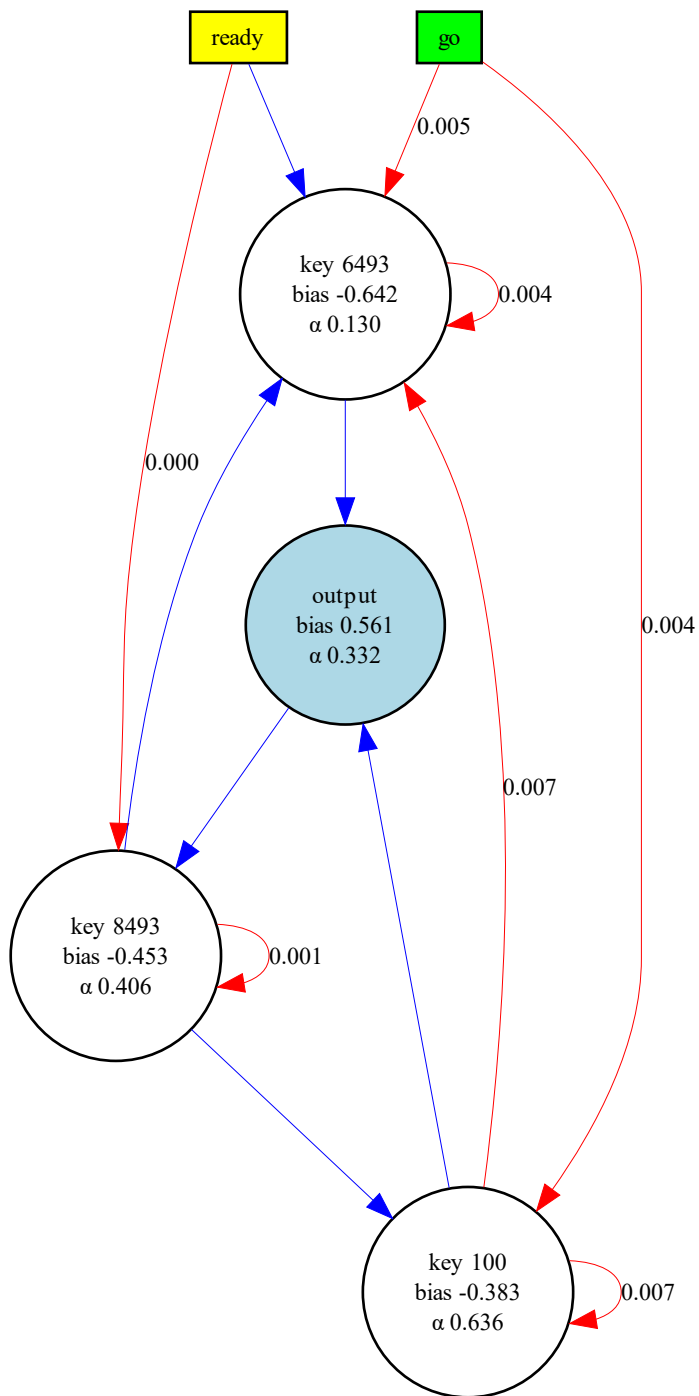 ready
go
0.005
key 6493
bias -0.642
α 0.130
0.004
0.000
output
bias 0.561
α 0.332
0.004
0.007
key 8493
bias -0.453
α 0.406
0.001
key 100
bias -0.383
α 0.636
0.007